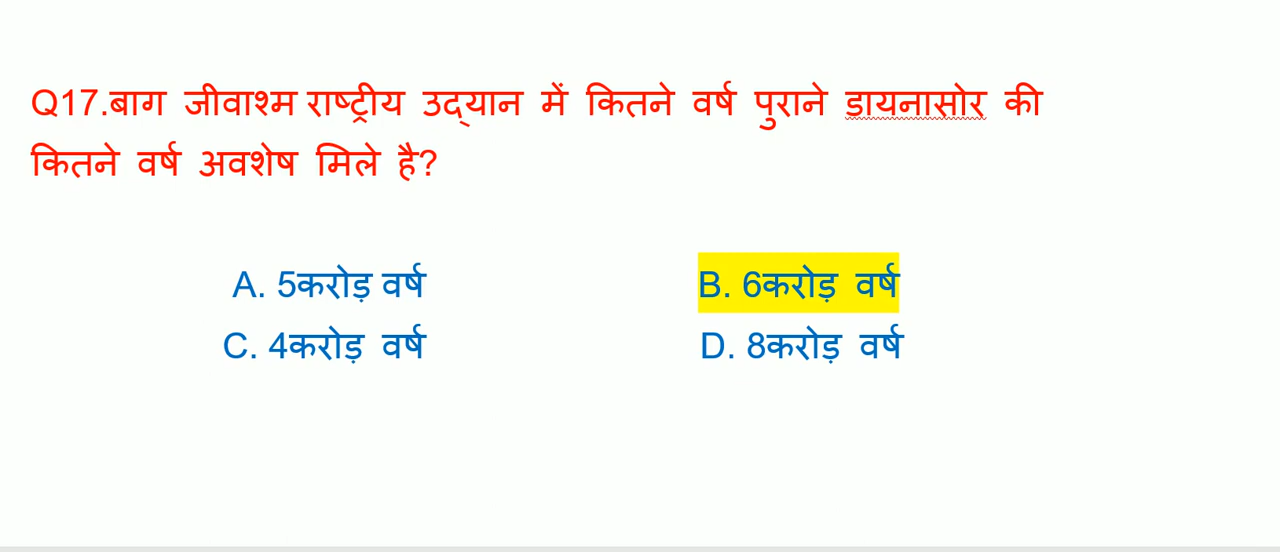 Q17.बाग जीवाश्म राष्ट्रीय उद्‌यान में कितने वर्ष पुराने डायनासोर की
कितने वर्ष अवशेष मिले है?
A. 5करोड़ वर्ष B. 6करोड़ वर्ष
C. 4करोड़ वर्ष D. 8करोड़ वर्ष